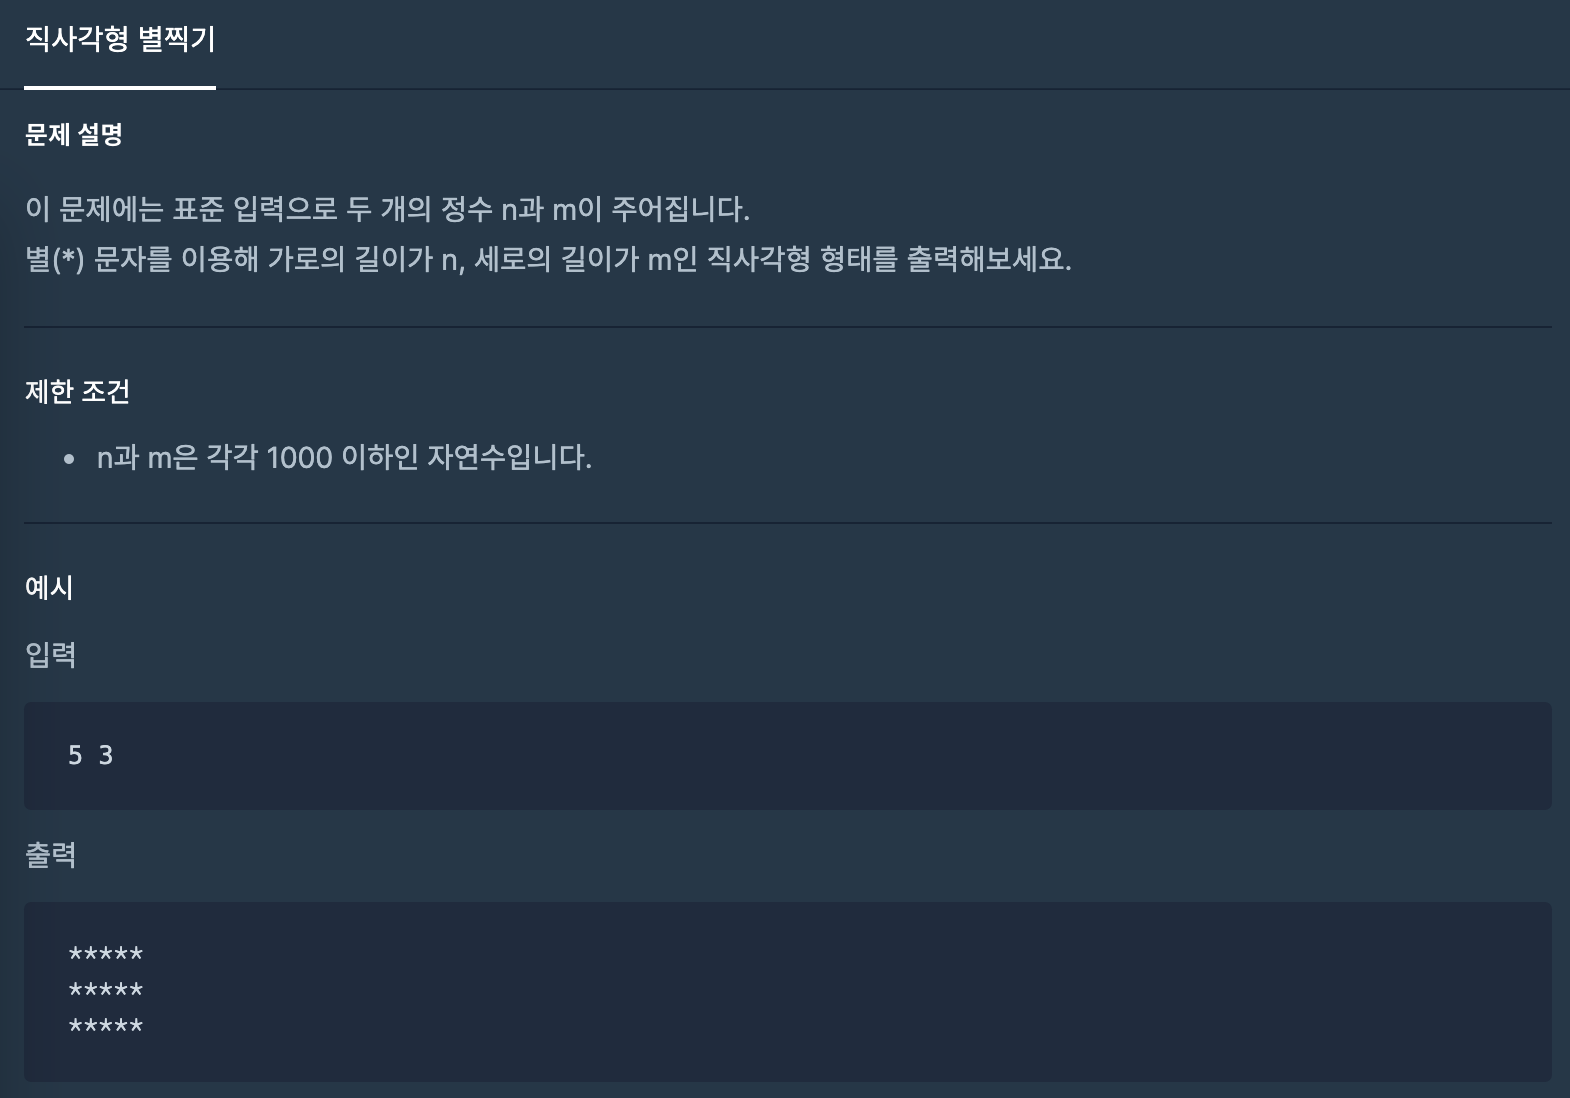 직사각형 별찍기
문제 설명
이 문제에는 표준 입력으로 두 개의 정수 n과 m이 주어집니다.
별(*) 문자를 이용해 가로의 길이가 n, 세로의 길이가 m인 직사각형 형태를 출력해보세요.
제한 조건
• n과 m은 각각 1000 이하인 자연수입니다.
예시
입력
5 3
출력
*****
*****
*****